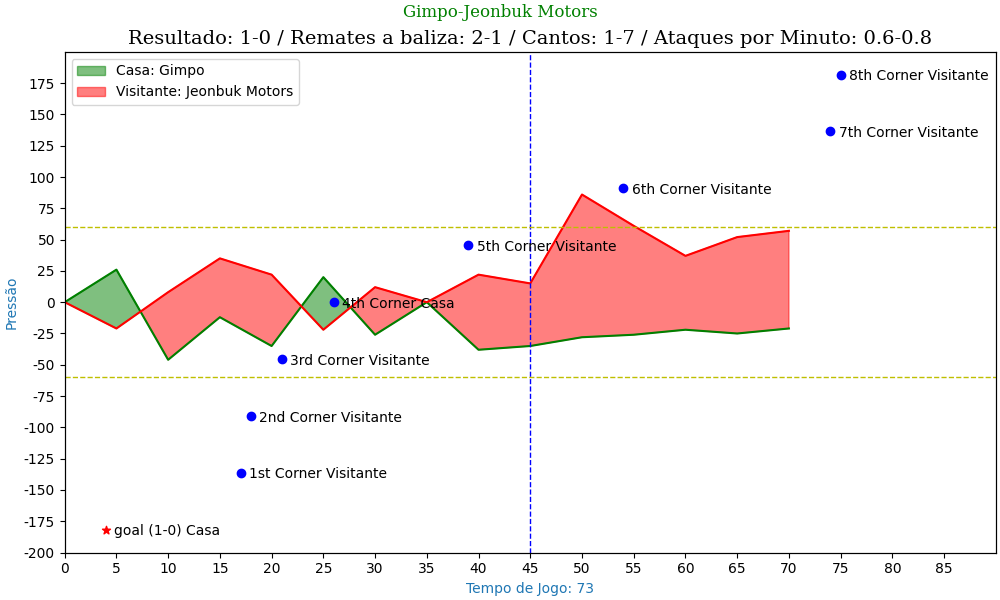 Gimpo-Jeonbuk Motors
Resultado: 1-0 / Remates a baliza: 2-1 / Cantos: 1-7 / Ataques por Minuto: 0.6-0.8
Casa: Gimpo
Visitante: Jeonbuk Motors
175
150
125
100
75
50
25
0
-25
-50
-75
-100
-125
-150
-175
-200
Pressão
8th Corner Visitante
7th Corner Visitante
6th Corner Visitante
5th Corner Visitante
4th Corner Casa
3rd Corner Visitante
2nd Corner Visitante
1st Corner Visitante
goal (1-0) Casa
0 5 10 15 20 25 30 35 40 45 50 55 60 65 70 75 80 85
Tempo de Jogo: 73